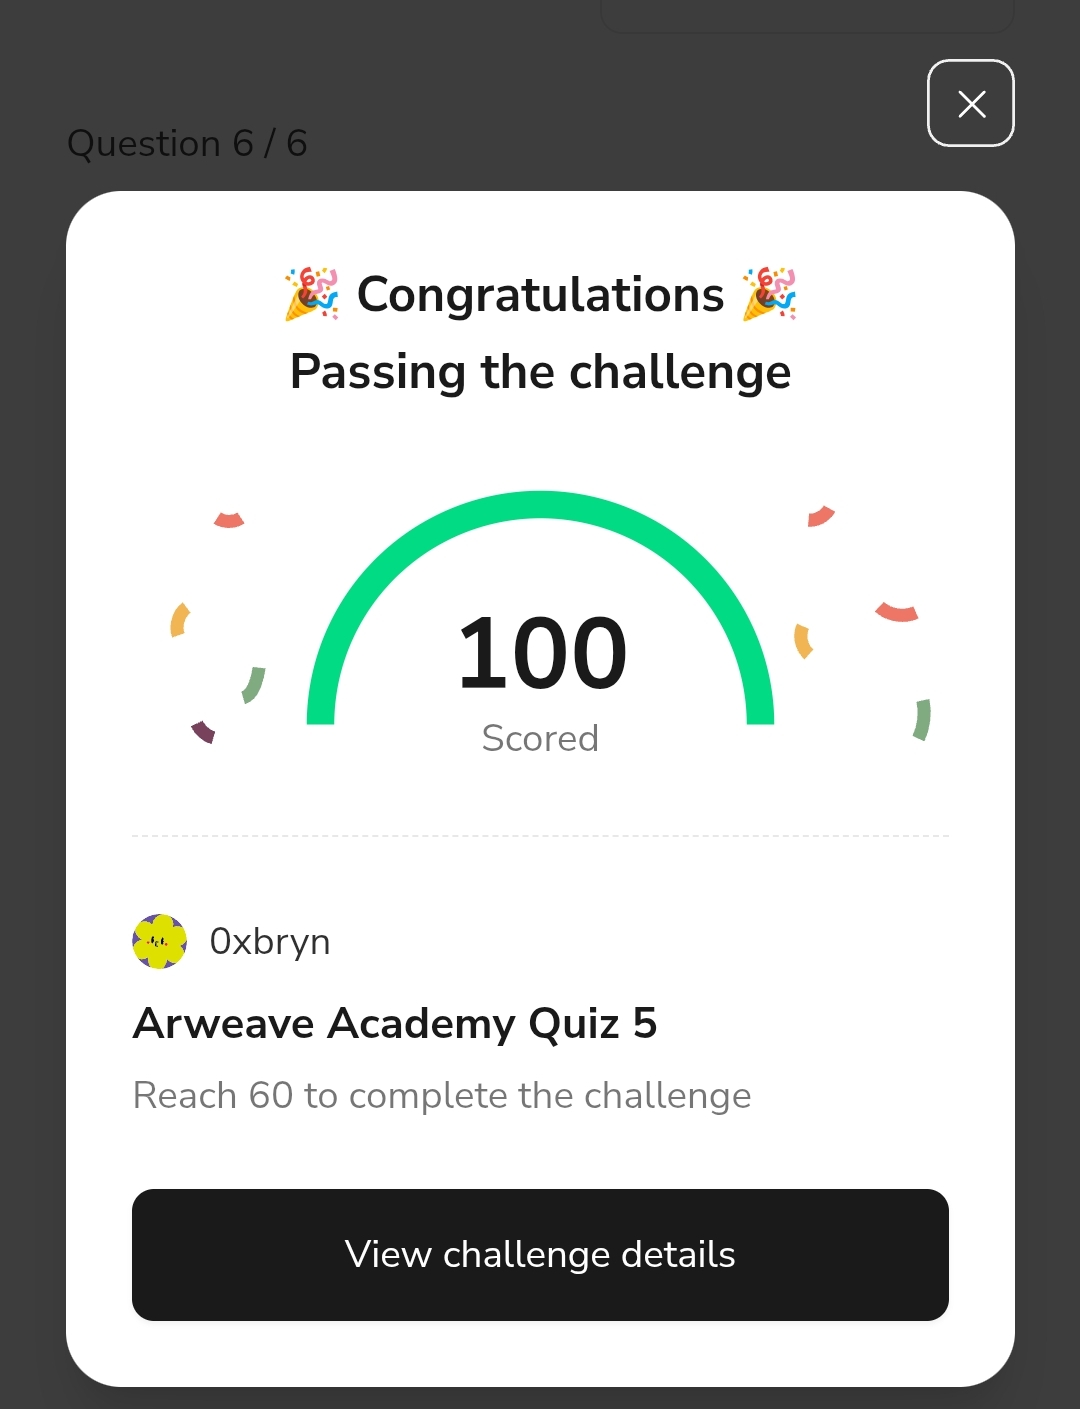 Question 6 / 6
🎉 Congratulations 🎉
Passing the challenge
100
Scored
0xbryn
Arweave Academy Quiz 5
Reach 60 to complete the challenge
View challenge details